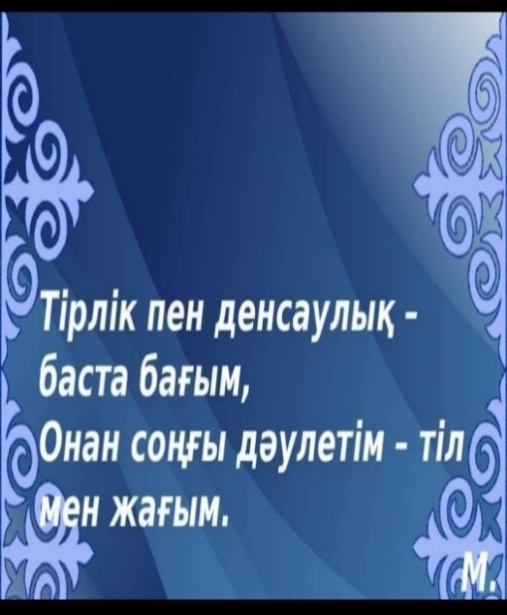 Тірлік пен денсаулық –
баста бағым,
Онан соңғы дәулетім – тіл
мен жағым.
М.